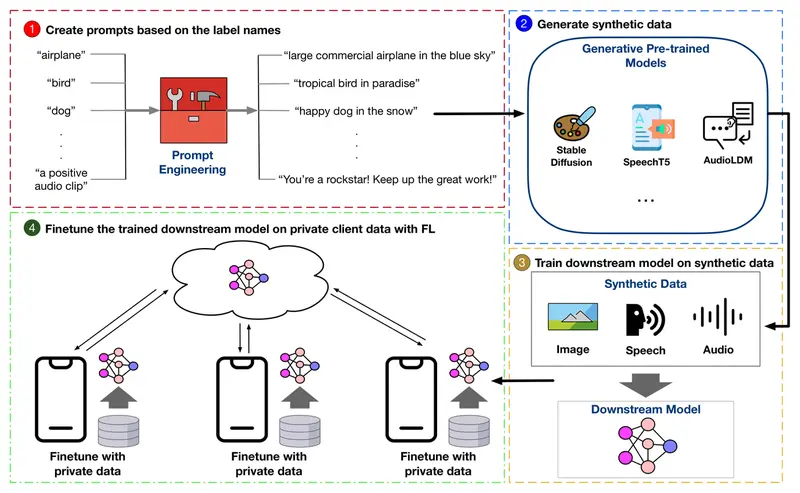 1 Create prompts based on the label names
“airplane”
“bird”
“dog”
.
.
.
“a positive
audio clip”
Prompt
Engineering
“large commercial airplane in the blue sky”
“tropical bird in paradise”
“happy dog in the snow”
.
.
.
“You’re a rockstar! Keep up the great work!”
2 Generate synthetic data
Generative Pre-trained
Models
Stable
Diffusion
SpeechT5
AudioLDM
...
3 Train downstream model on synthetic data
Synthetic Data
Image
Speech
Audio
Downstream Model
4 Finetune the trained downstream model on private client data with FL
Finetune with
private data
Finetune with
private data
Finetune with
private data